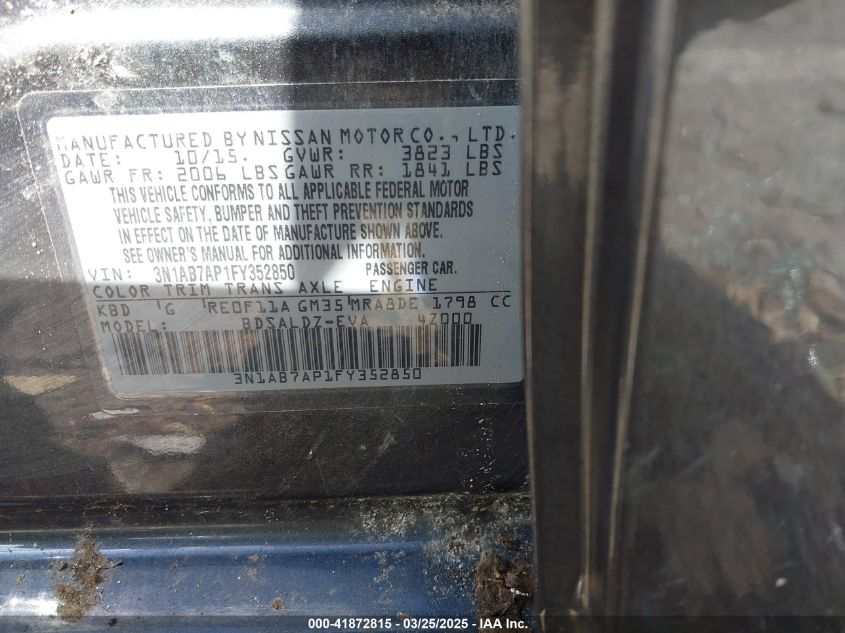 MANUFACTURED BY NISSAN MOTOR CO., LTD.
DATE: 10/15. GVWR: 3823 LBS
GAWR FR: 2006 LBS GAWR RR: 1841 LBS
THIS VEHICLE CONFORMS TO ALL APPLICABLE FEDERAL MOTOR
VEHICLE SAFETY, BUMPER AND THEFT PREVENTION STANDARDS
IN EFFECT ON THE DATE OF MANUFACTURE SHOWN ABOVE.
SEE OWNER'S MANUAL FOR ADDITIONAL INFORMATION.
VIN: 3N1AB7AP1FY352850 PASSENGER CAR.
COLOR TRIM TRANS AXLE ENGINE
KBD G RE0F11A GM35 MRA8DE 1798 CC
MODEL: BDSALDZ-EVA 4Z000
3N1AB7AP1FY352850
000-41872815 - 03/25/2025 - IAA Inc.